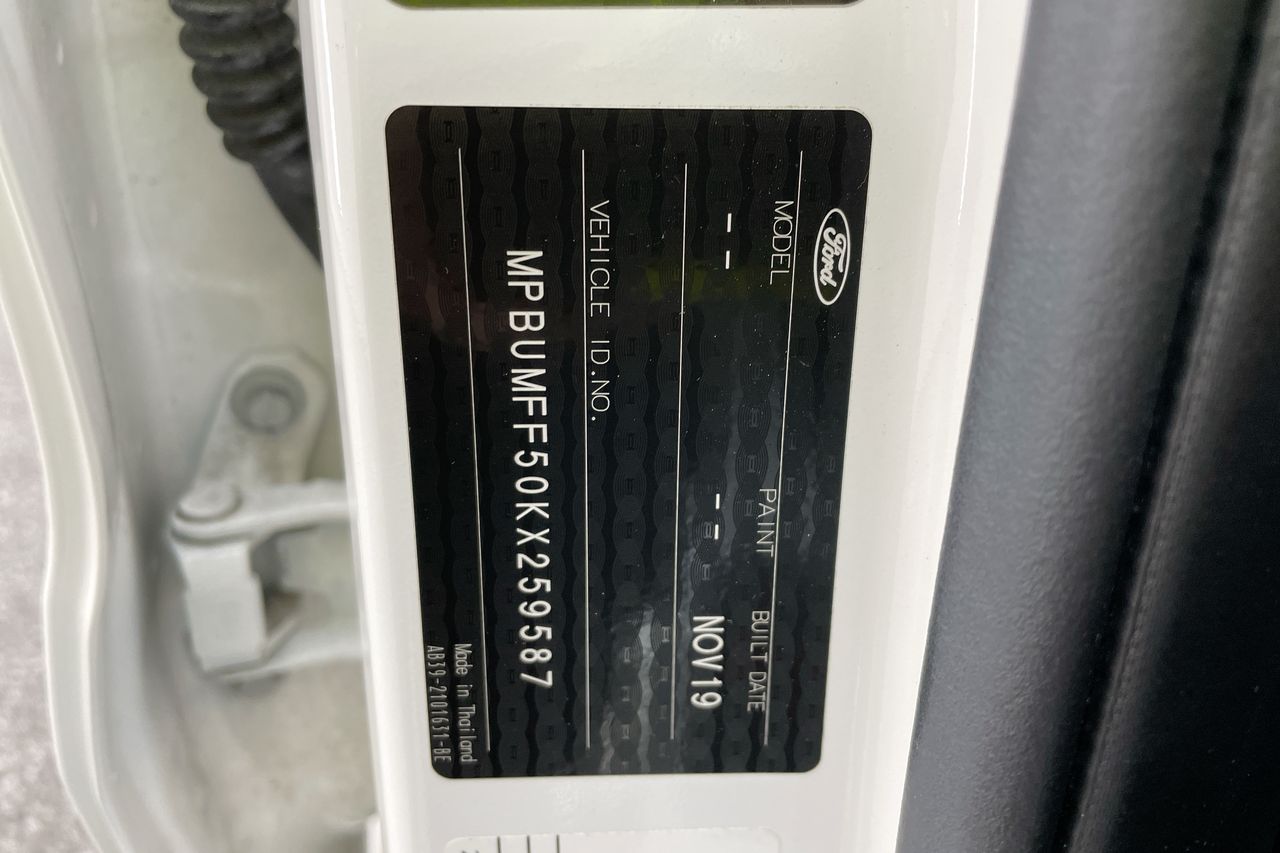 Ford
MODEL PAINT BUILT DATE
-- -- NOV19
VEHICLE ID.NO.
MPBUMFF50KX259587
Made in Thailand
AB39-2101631-BE